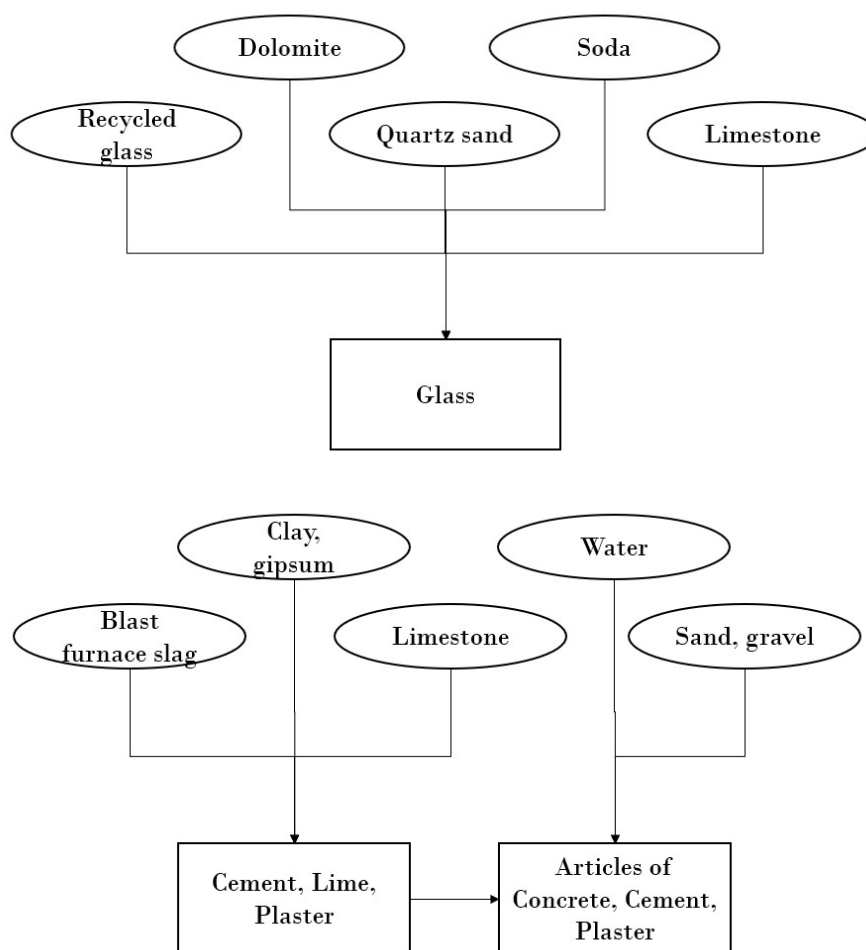 Dolomite
Soda
Recycled
glass
Quartz sand
Limestone
Glass
Clay,
gipsum
Water
Blast
furnace slag
Limestone
Sand, gravel
Cement, Lime,
Plaster
Articles of
Concrete, Cement,
Plaster